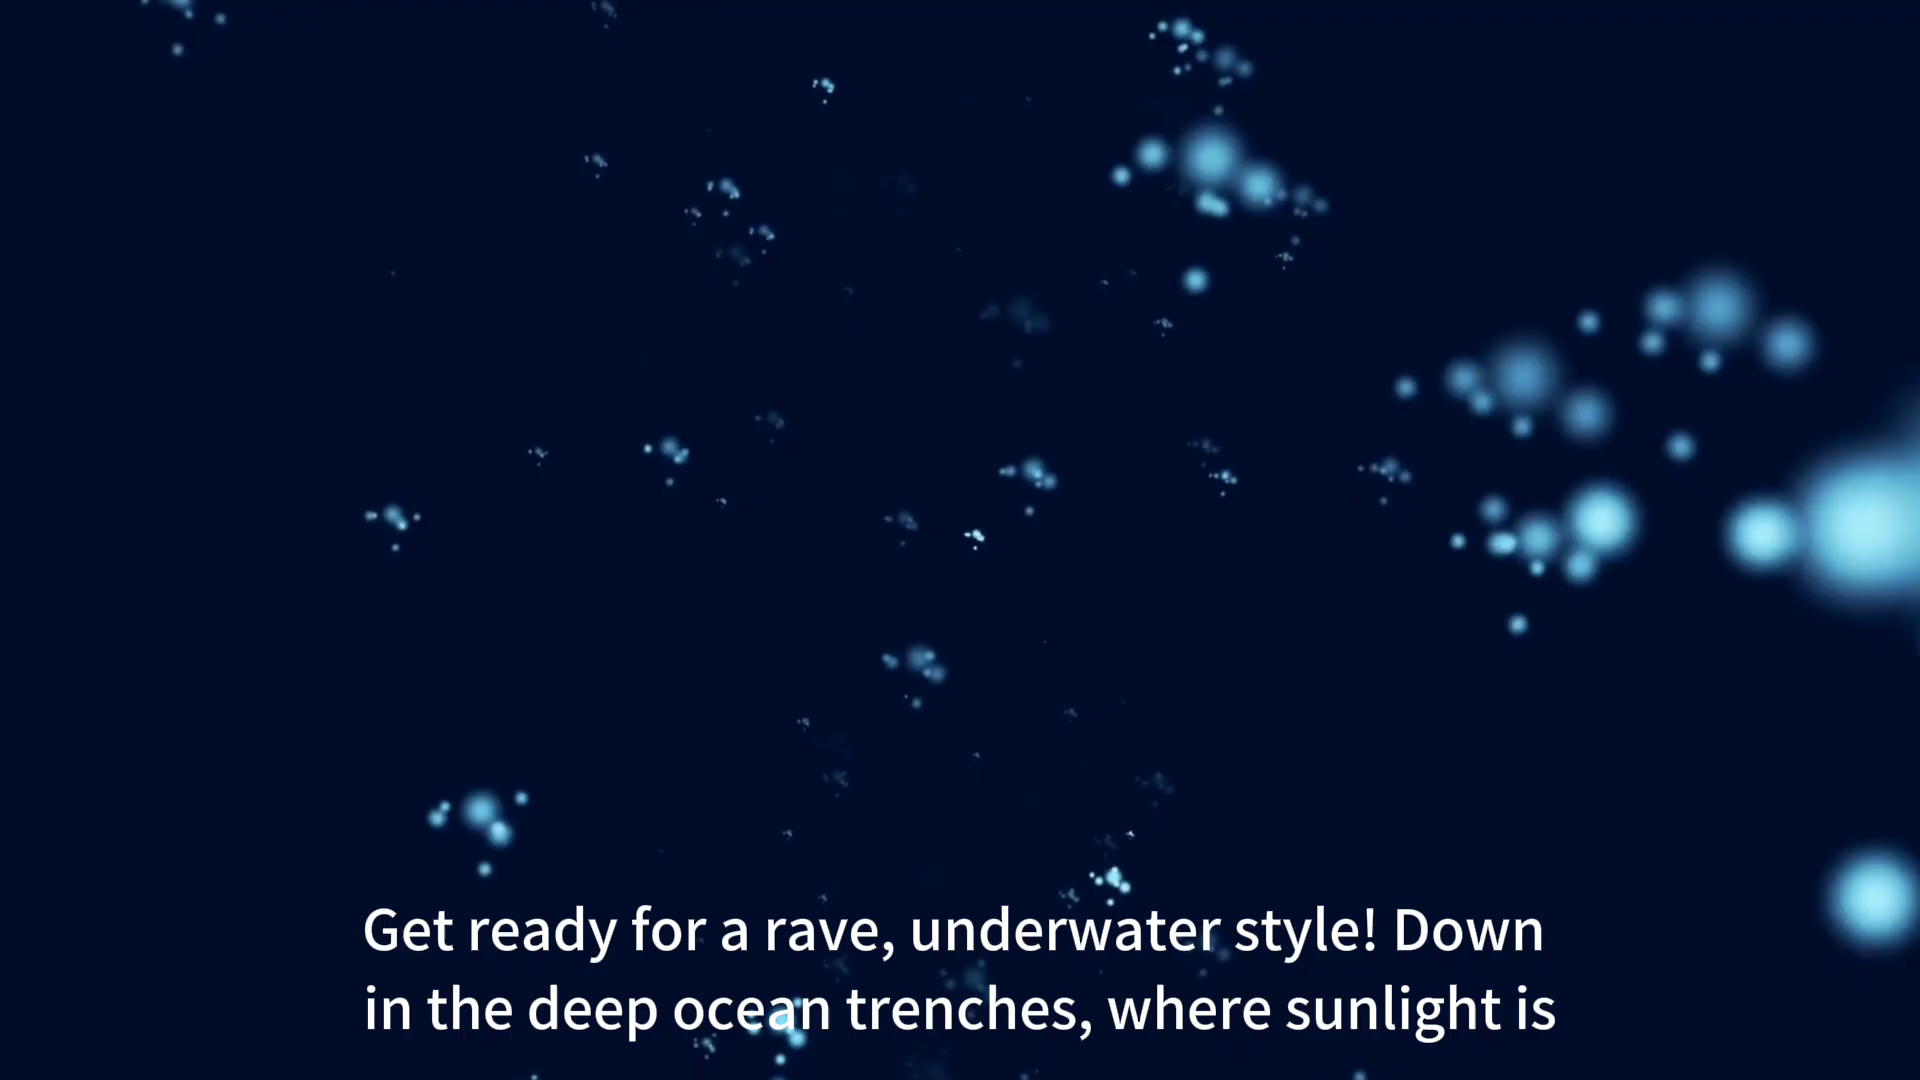 Get ready for a rave, underwater style! Down
in the deep ocean trenches, where sunlight is